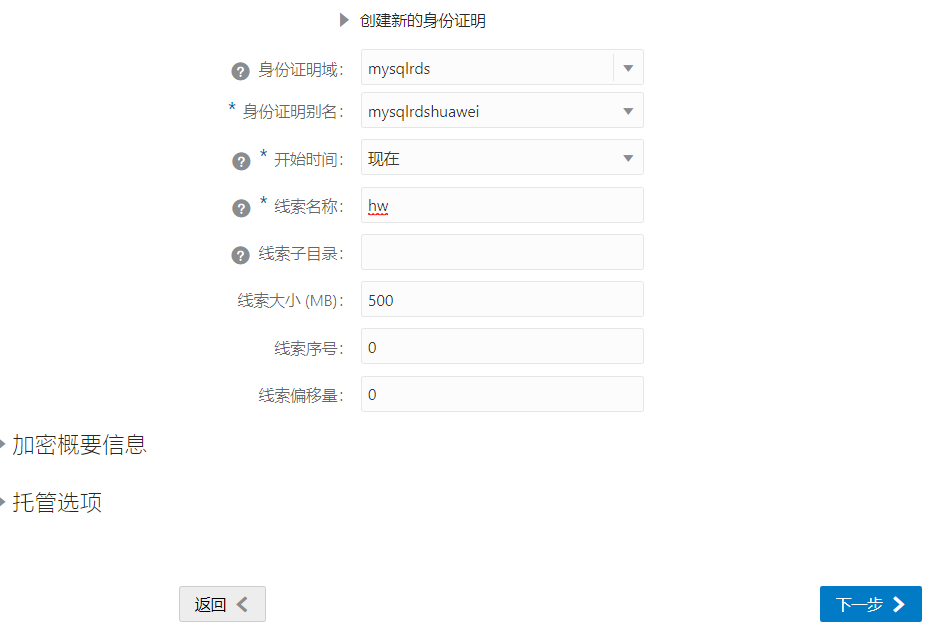 创建新的身份证明
身份证明域: mysqlrds
* 身份证明别名: mysqlrdshuawei
* 开始时间: 现在
* 线索名称: hw
线索子目录:
线索大小 (MB): 500
线索序号: 0
线索偏移量: 0
加密概要信息
托管选项
返回
下一步